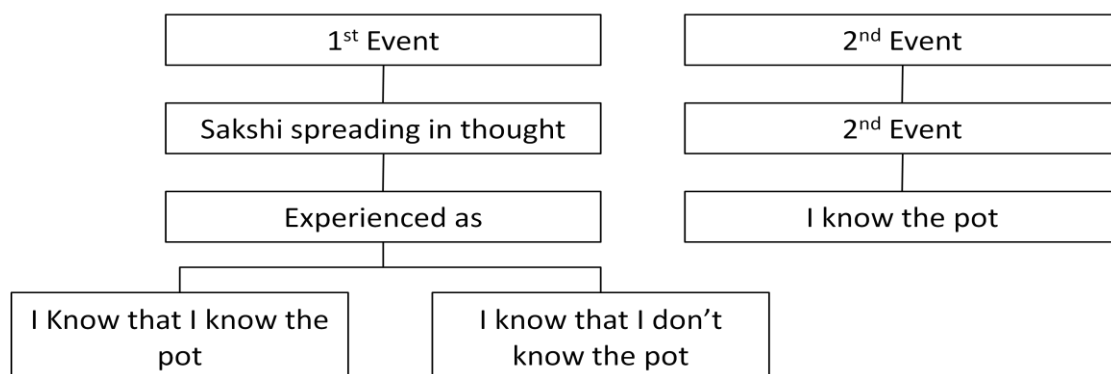 1st Event
Sakshi spreading in thought
Experienced as
I Know that I know the
pot
I know that I don’t
know the pot
2nd Event
2nd Event
I know the pot